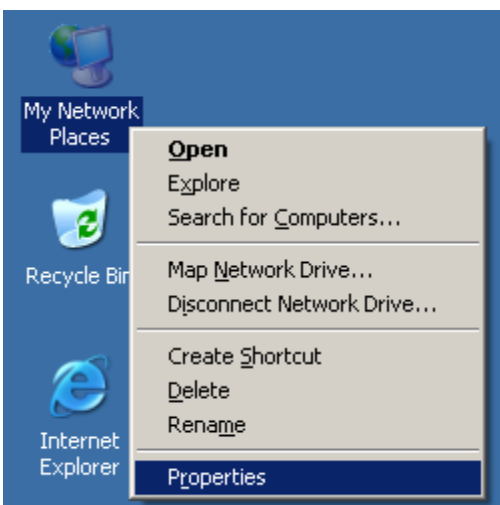 My Network
Places
Open
Explore
Search for Computers...
Recycle Bin
Map Network Drive...
Disconnect Network Drive...
Create Shortcut
Delete
Rename
Internet
Explorer
Properties